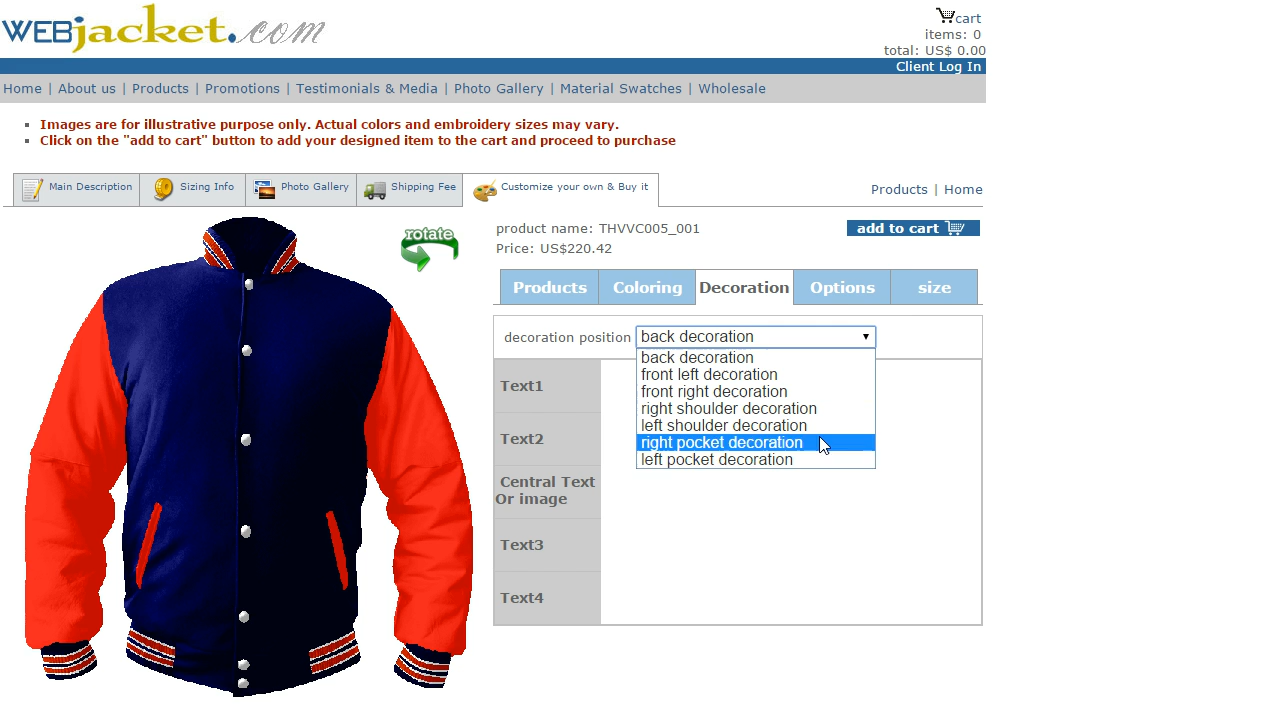 WEBjacket.com
cart
items: 0
total: US$ 0.00
Client Log In
Home | About us | Products | Promotions | Testimonials & Media | Photo Gallery | Material Swatches | Wholesale
Images are for illustrative purpose only. Actual colors and embroidery sizes may vary.
Click on the "add to cart" button to add your designed item to the cart and proceed to purchase
Main Description Sizing Info Photo Gallery Shipping Fee Customize your own & Buy it Products | Home
rotate
product name: THVVC005_001 add to cart
Price: US$220.42
Products Coloring Decoration Options size
decoration position back decoration
back decoration
front left decoration
front right decoration
right shoulder decoration
left shoulder decoration
right pocket decoration
left pocket decoration
Text1
Text2
Central Text
Or image
Text3
Text4